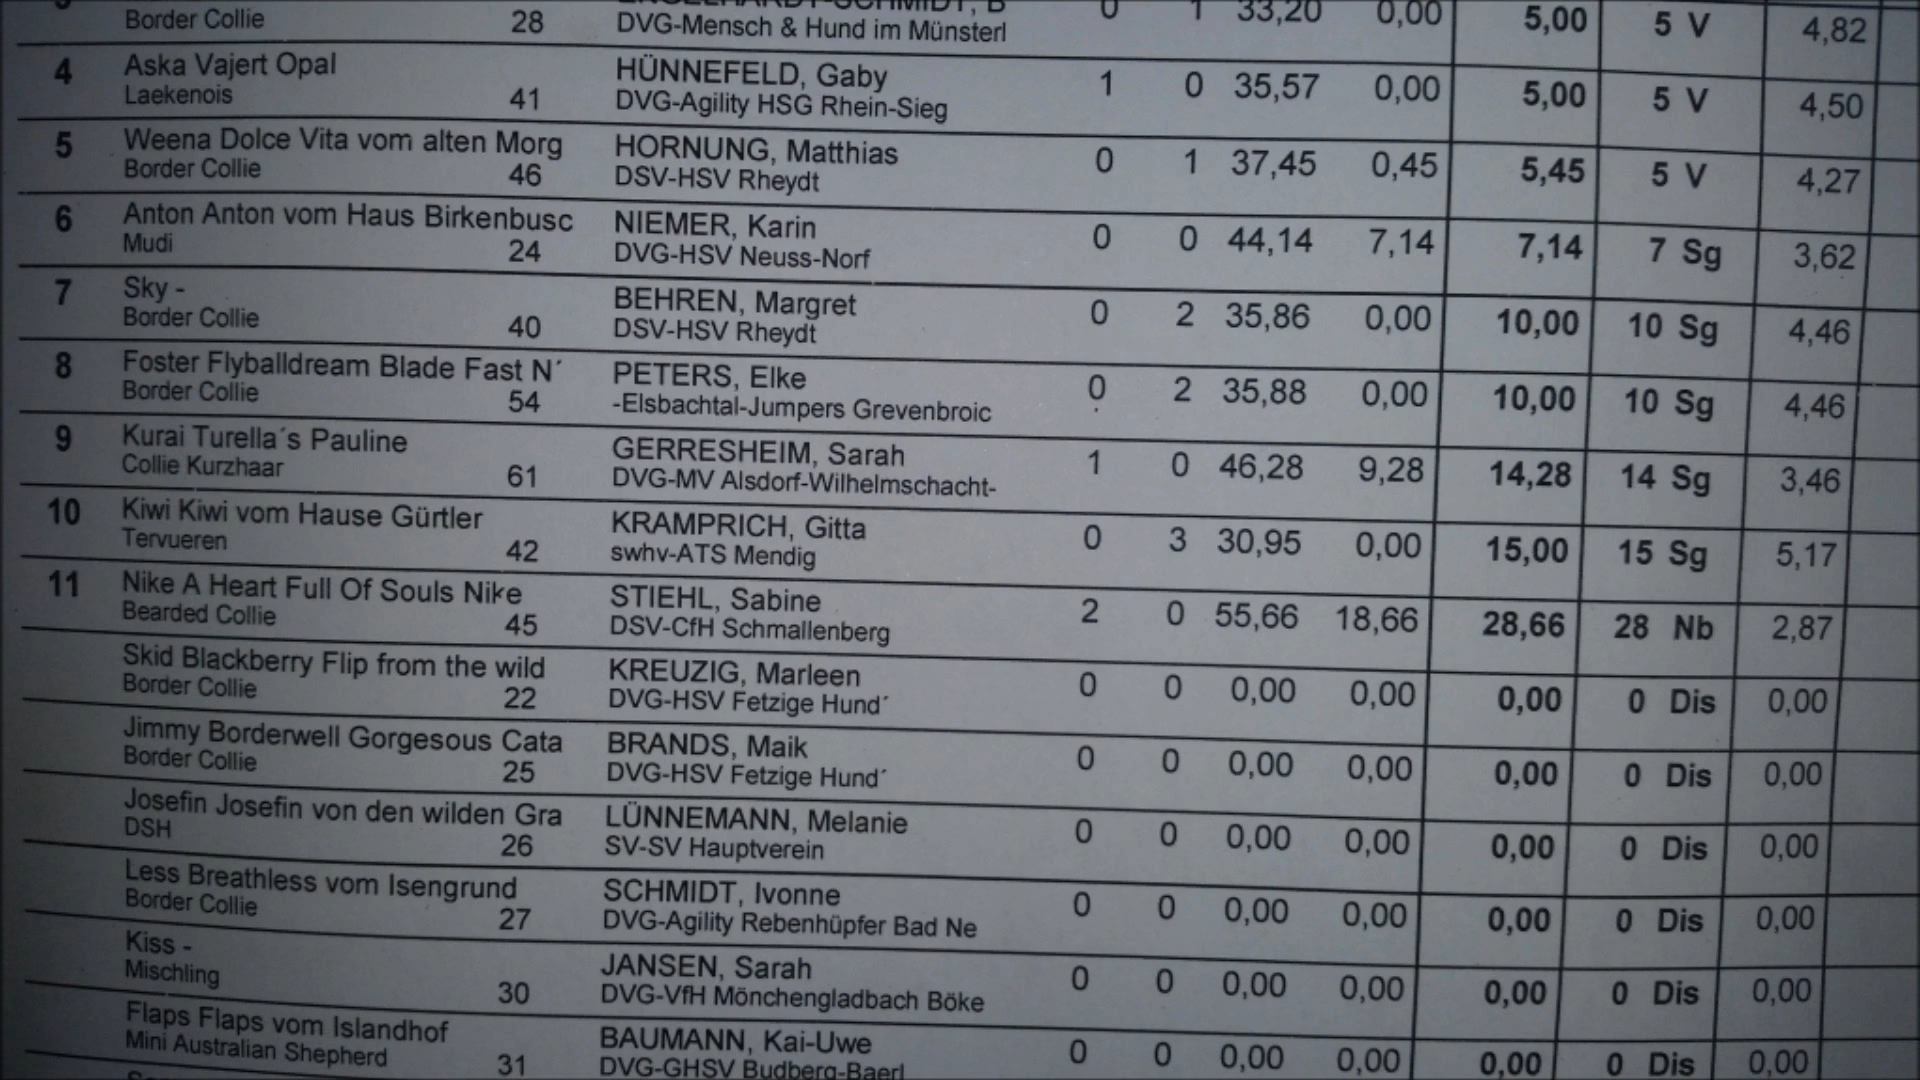 Border Collie 28 DVG-Mensch & Hund im Münsterl 0 1 33,20 0,00 5,00 5 V 4,82
4 Aska Vajert Opal HÜNNEFELD, Gaby 1 0 35,57 0,00 5,00 5 V 4,50
Laekenois 41 DVG-Agility HSG Rhein-Sieg
5 Weena Dolce Vita vom alten Morg HORNUNG, Matthias 0 1 37,45 0,45 5,45 5 V 4,27
Border Collie 46 DSV-HSV Rheydt
6 Anton Anton vom Haus Birkenbusc NIEMER, Karin 0 0 44,14 7,14 7,14 7 Sg 3,62
Mudi 24 DVG-HSV Neuss-Norf
7 Sky - BEHREN, Margret 0 2 35,86 0,00 10,00 10 Sg 4,46
Border Collie 40 DSV-HSV Rheydt
8 Foster Flyballdream Blade Fast N´ PETERS, Elke 0 2 35,88 0,00 10,00 10 Sg 4,46
Border Collie 54 -Elsbachtal-Jumpers Grevenbroic
9 Kurai Turella´s Pauline GERRESHEIM, Sarah 1 0 46,28 9,28 14,28 14 Sg 3,46
Collie Kurzhaar 61 DVG-MV Alsdorf-Wilhelmschacht-
10 Kiwi Kiwi vom Hause Gürtler KRAMPRICH, Gitta 0 3 30,95 0,00 15,00 15 Sg 5,17
Tervueren 42 swhv-ATS Mendig
11 Nike A Heart Full Of Souls Nike STIEHL, Sabine 2 0 55,66 18,66 28,66 28 Nb 2,87
Bearded Collie 45 DSV-CfH Schmallenberg
Skid Blackberry Flip from the wild KREUZIG, Marleen 0 0 0,00 0,00 0,00 0 Dis 0,00
Border Collie 22 DVG-HSV Fetzige Hund´
Jimmy Borderwell Gorgesous Cata BRANDS, Maik 0 0 0,00 0,00 0,00 0 Dis 0,00
Border Collie 25 DVG-HSV Fetzige Hund´
Josefin Josefin von den wilden Gra LÜNNEMANN, Melanie 0 0 0,00 0,00 0,00 0 Dis 0,00
DSH 26 SV-SV Hauptverein
Less Breathless vom Isengrund SCHMIDT, Ivonne 0 0 0,00 0,00 0,00 0 Dis 0,00
Border Collie 27 DVG-Agility Rebenhüpfer Bad Ne
Kiss - JANSEN, Sarah 0 0 0,00 0,00 0,00 0 Dis 0,00
Mischling 30 DVG-VfH Mönchengladbach Böke
Flaps Flaps vom Islandhof BAUMANN, Kai-Uwe 0 0 0,00 0,00 0,00 0 Dis 0,00
Mini Australian Shepherd 31 DVG-GHSV Budberg-Baerl